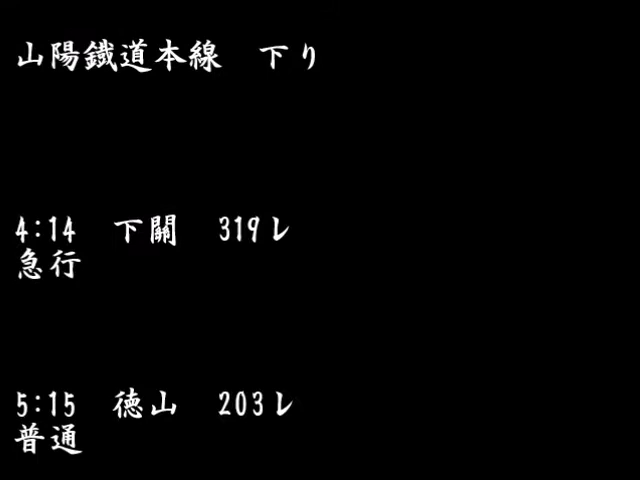 山陽鐵道本線　下り
4:14　下關　319レ
急行
5:15　徳山　203レ
普通